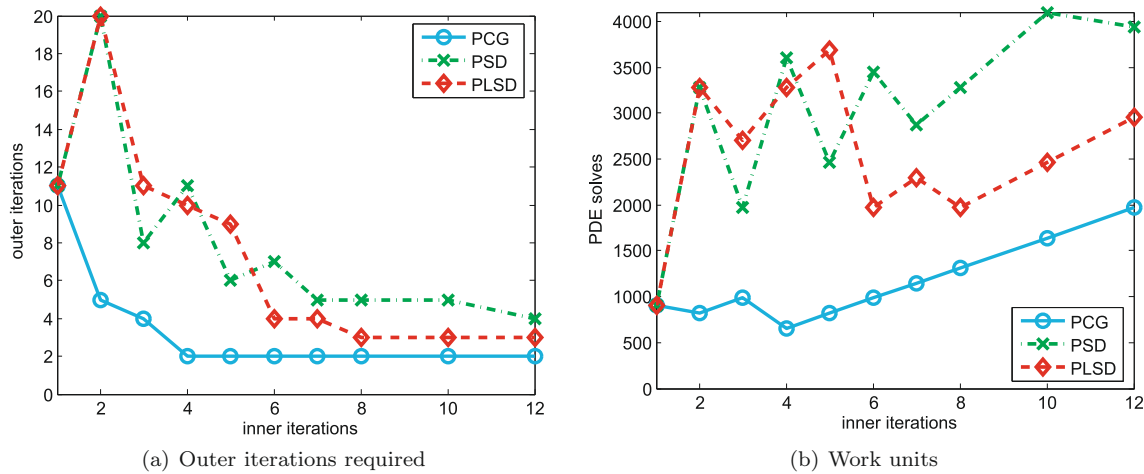 20
18
16
14
12
10
8
6
4
2
0
outer iterations
2 4 6 8 10 12
inner iterations
PCG
PSD
PLSD
(a) Outer iterations required
4000
3500
3000
2500
2000
1500
1000
500
0
PDE solves
2 4 6 8 10 12
inner iterations
PCG
PSD
PLSD
(b) Work units